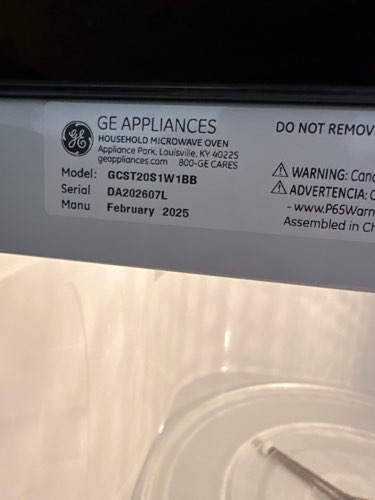 GE APPLIANCES
HOUSEHOLD MICROWAVE OVEN
Appliance Park, Louisville, KY 40225
geappliances.com 800-GE CARES
Model: GCST20S1W1BB
Serial DA202607L
Manu February 2025
DO NOT REMOV
WARNING: Canc
ADVERTENCIA: C
- www.P65Warn
Assembled in Ch